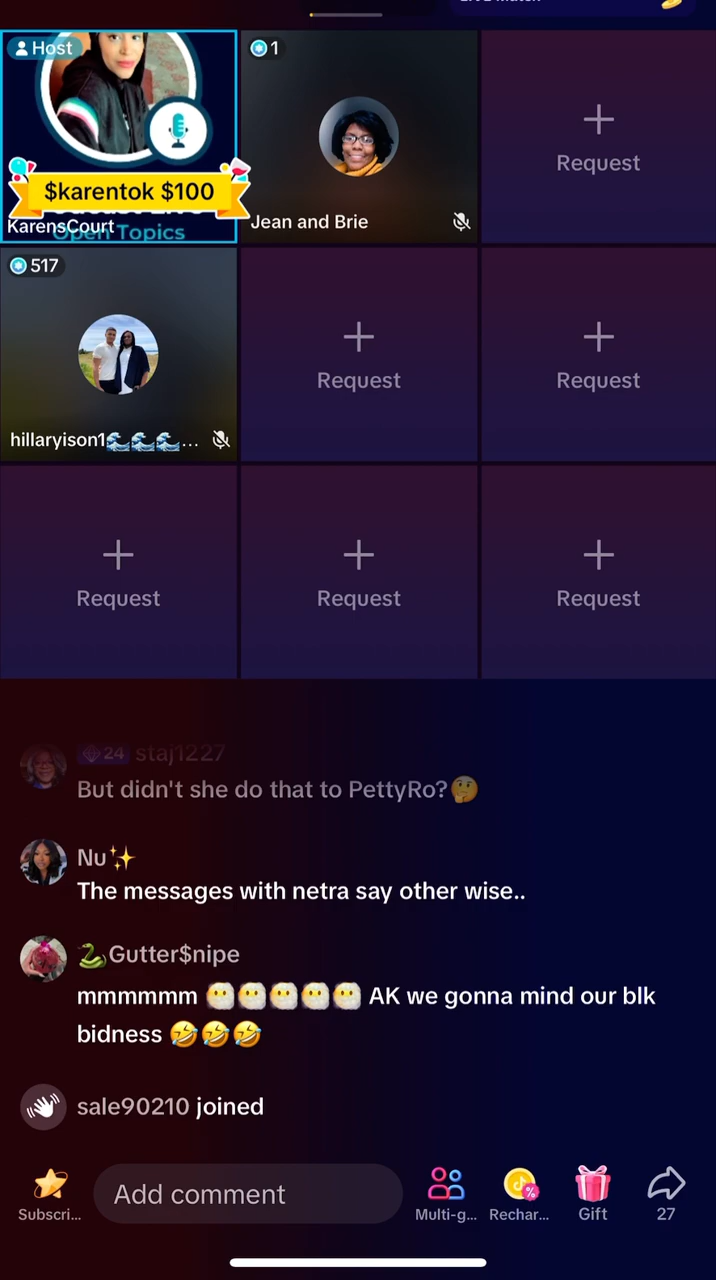 Host
$karentok $100
KarensCourt
Open Topics
1
Jean and Brie
Request
517
hillaryison1🌊🌊🌊...
Request
Request
Request
Request
Request
24 staj1227
But didn't she do that to PettyRo?🤔
Nu✨
The messages with netra say other wise..
🐍Gutter$nipe
mmmmmm 😶‍🌫️😶‍🌫️😶‍🌫️😶‍🌫️😶‍🌫️ AK we gonna mind our blk
bidness 🤣🤣🤣
sale90210 joined
Add comment
Subscri...
Multi-g...
Rechar...
Gift
27